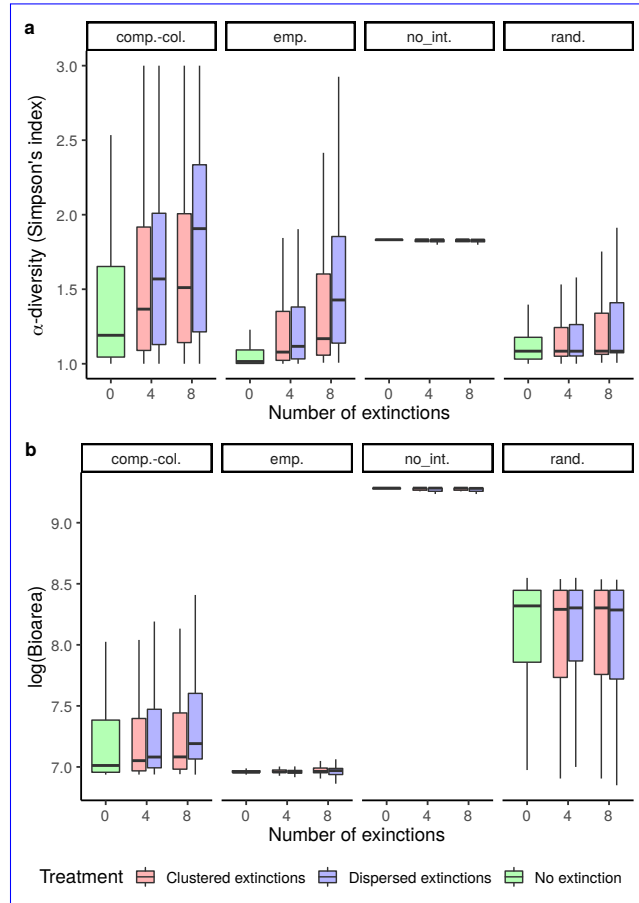 a
comp.-col. emp. no_int. rand.
α-diversity (Simpson's index)
3.0
2.5
2.0
1.5
1.0
0 4 8 0 4 8 0 4 8 0 4 8
Number of extinctions
b
comp.-col. emp. no_int. rand.
log(Bioarea)
9.0
8.5
8.0
7.5
7.0
0 4 8 0 4 8 0 4 8 0 4 8
Number of exinctions
Treatment Clustered extinctions Dispersed extinctions No extinction